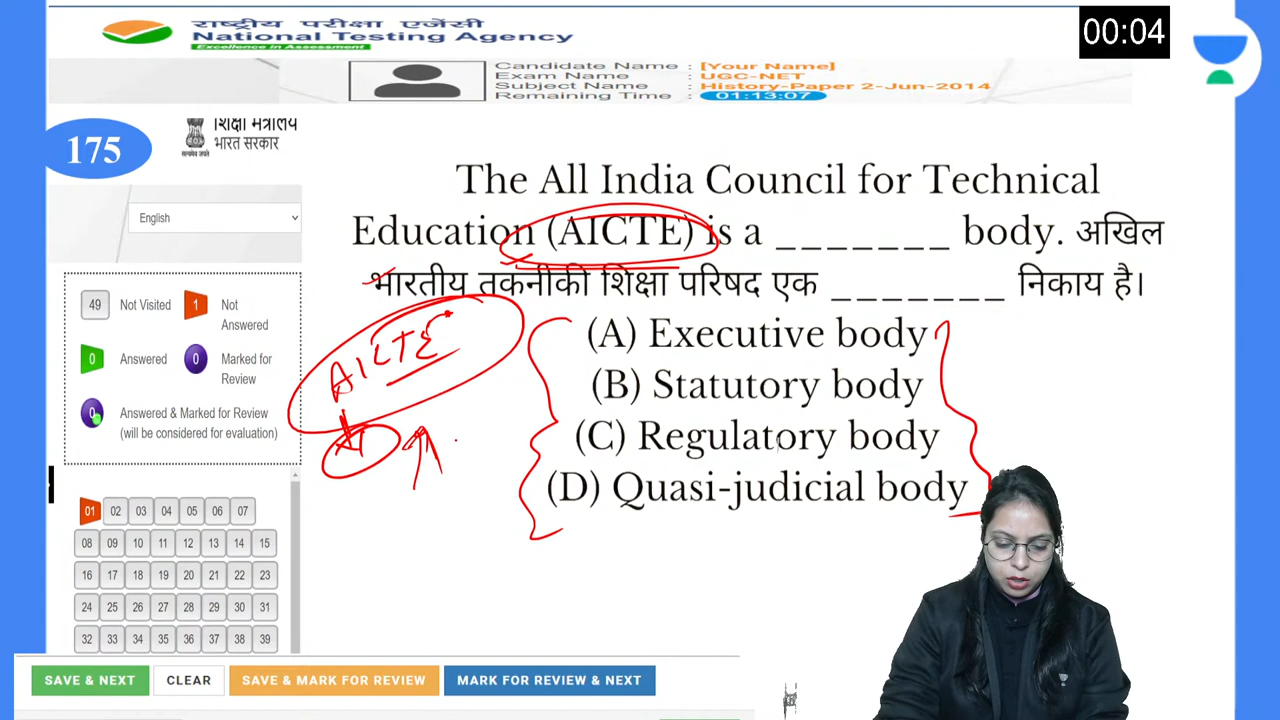 राष्ट्रीय परीक्षा एजेंसी
National Testing Agency
Excellence in Assessment
00:04
Candidate Name : [Your Name]
Exam Name : UGC-NET
Subject Name : History-Paper 2-Jun-2014
Remaining Time : 01:13:07
175
शिक्षा मंत्रालय
भारत सरकार
सत्यमेव जयते
English
49 Not Visited
1 Not Answered
0 Answered
0 Marked for Review
0 Answered & Marked for Review
(will be considered for evaluation)
The All India Council for Technical
Education (AICTE) is a _______ body. अखिल
भारतीय तकनीकी शिक्षा परिषद एक _______ निकाय है।
(A) Executive body
(B) Statutory body
(C) Regulatory body
(D) Quasi-judicial body
AICTE
01 02 03 04 05 06 07
08 09 10 11 12 13 14 15
16 17 18 19 20 21 22 23
24 25 26 27 28 29 30 31
32 33 34 35 36 37 38 39
SAVE & NEXT
CLEAR
SAVE & MARK FOR REVIEW
MARK FOR REVIEW & NEXT